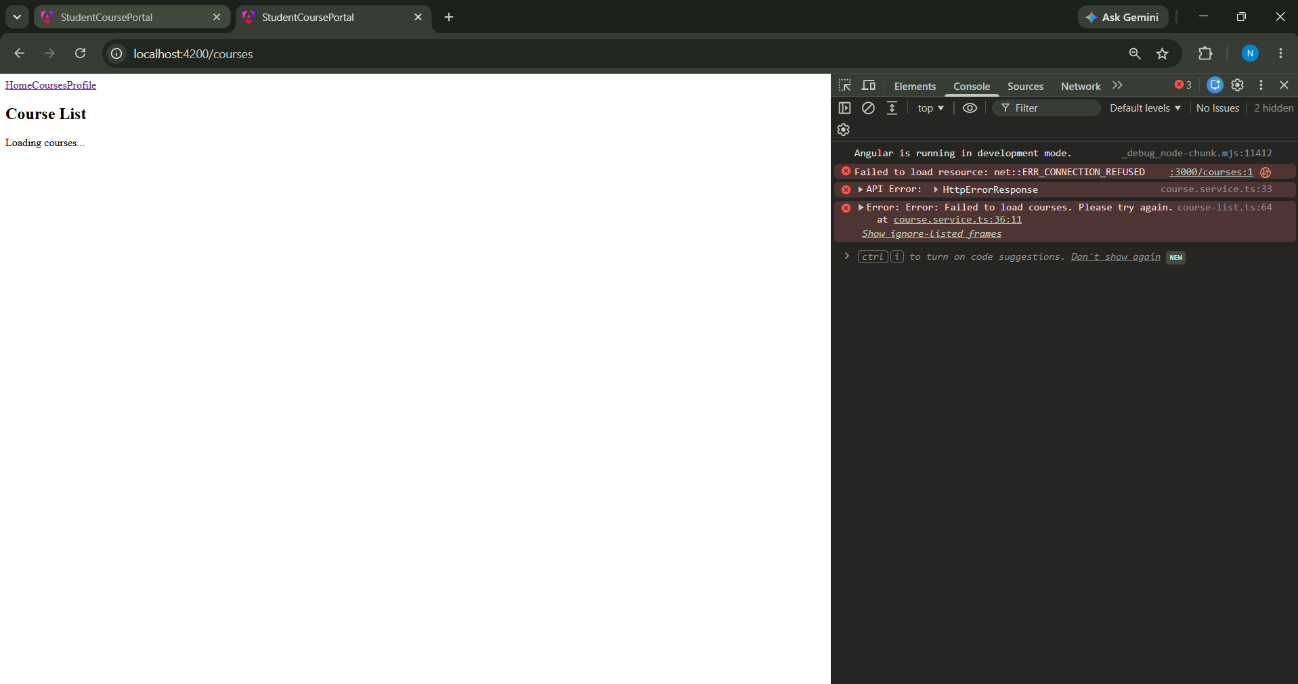 StudentCoursePortal
StudentCoursePortal
Ask Gemini
localhost:4200/courses
N
HomeCoursesProfile
Course List
Loading courses...
Elements Console Sources Network 3
top Filter Default levels No Issues 2 hidden
Angular is running in development mode. _debug_node-chunk.mjs:11412
Failed to load resource: net::ERR_CONNECTION_REFUSED :3000/courses:1
API Error: HttpErrorResponse course.service.ts:33
Error: Error: Failed to load courses. Please try again. course-list.ts:64
at course.service.ts:36:11
Show ignore-listed frames
ctrl i to turn on code suggestions. Don't show again NEW